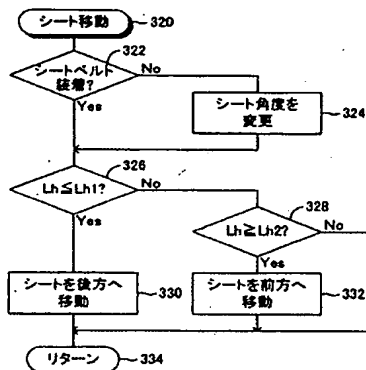 シート移動
320
322
シートベルト
装着?
No
Yes
シート角度を
変更
324
326
Lh≦Lh1?
No
Yes
328
Lh≧Lh2?
No
Yes
シートを後方へ
移動
330
シートを前方へ
移動
332
リターン
334